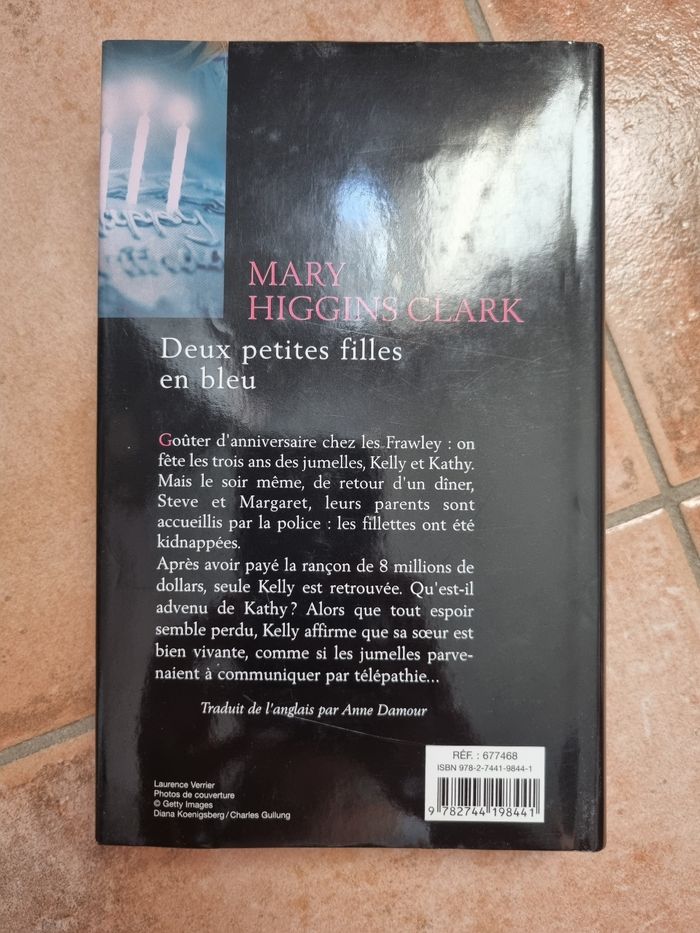 MARY
HIGGINS CLARK
Deux petites filles
en bleu
Goûter d'anniversaire chez les Frawley : on
fête les trois ans des jumelles, Kelly et Kathy.
Mais le soir même, de retour d'un dîner,
Steve et Margaret, leurs parents sont
accueillis par la police : les fillettes ont été
kidnappées.
Après avoir payé la rançon de 8 millions de
dollars, seule Kelly est retrouvée. Qu'est-il
advenu de Kathy ? Alors que tout espoir
semble perdu, Kelly affirme que sa sœur est
bien vivante, comme si les jumelles parve-
naient à communiquer par télépathie...
Traduit de l'anglais par Anne Damour
RÉF. : 677468
ISBN 978-2-7441-9844-1
9 782744 198441
Laurence Verrier
Photos de couverture
© Getty Images
Diana Koenigsberg / Charles Gullung